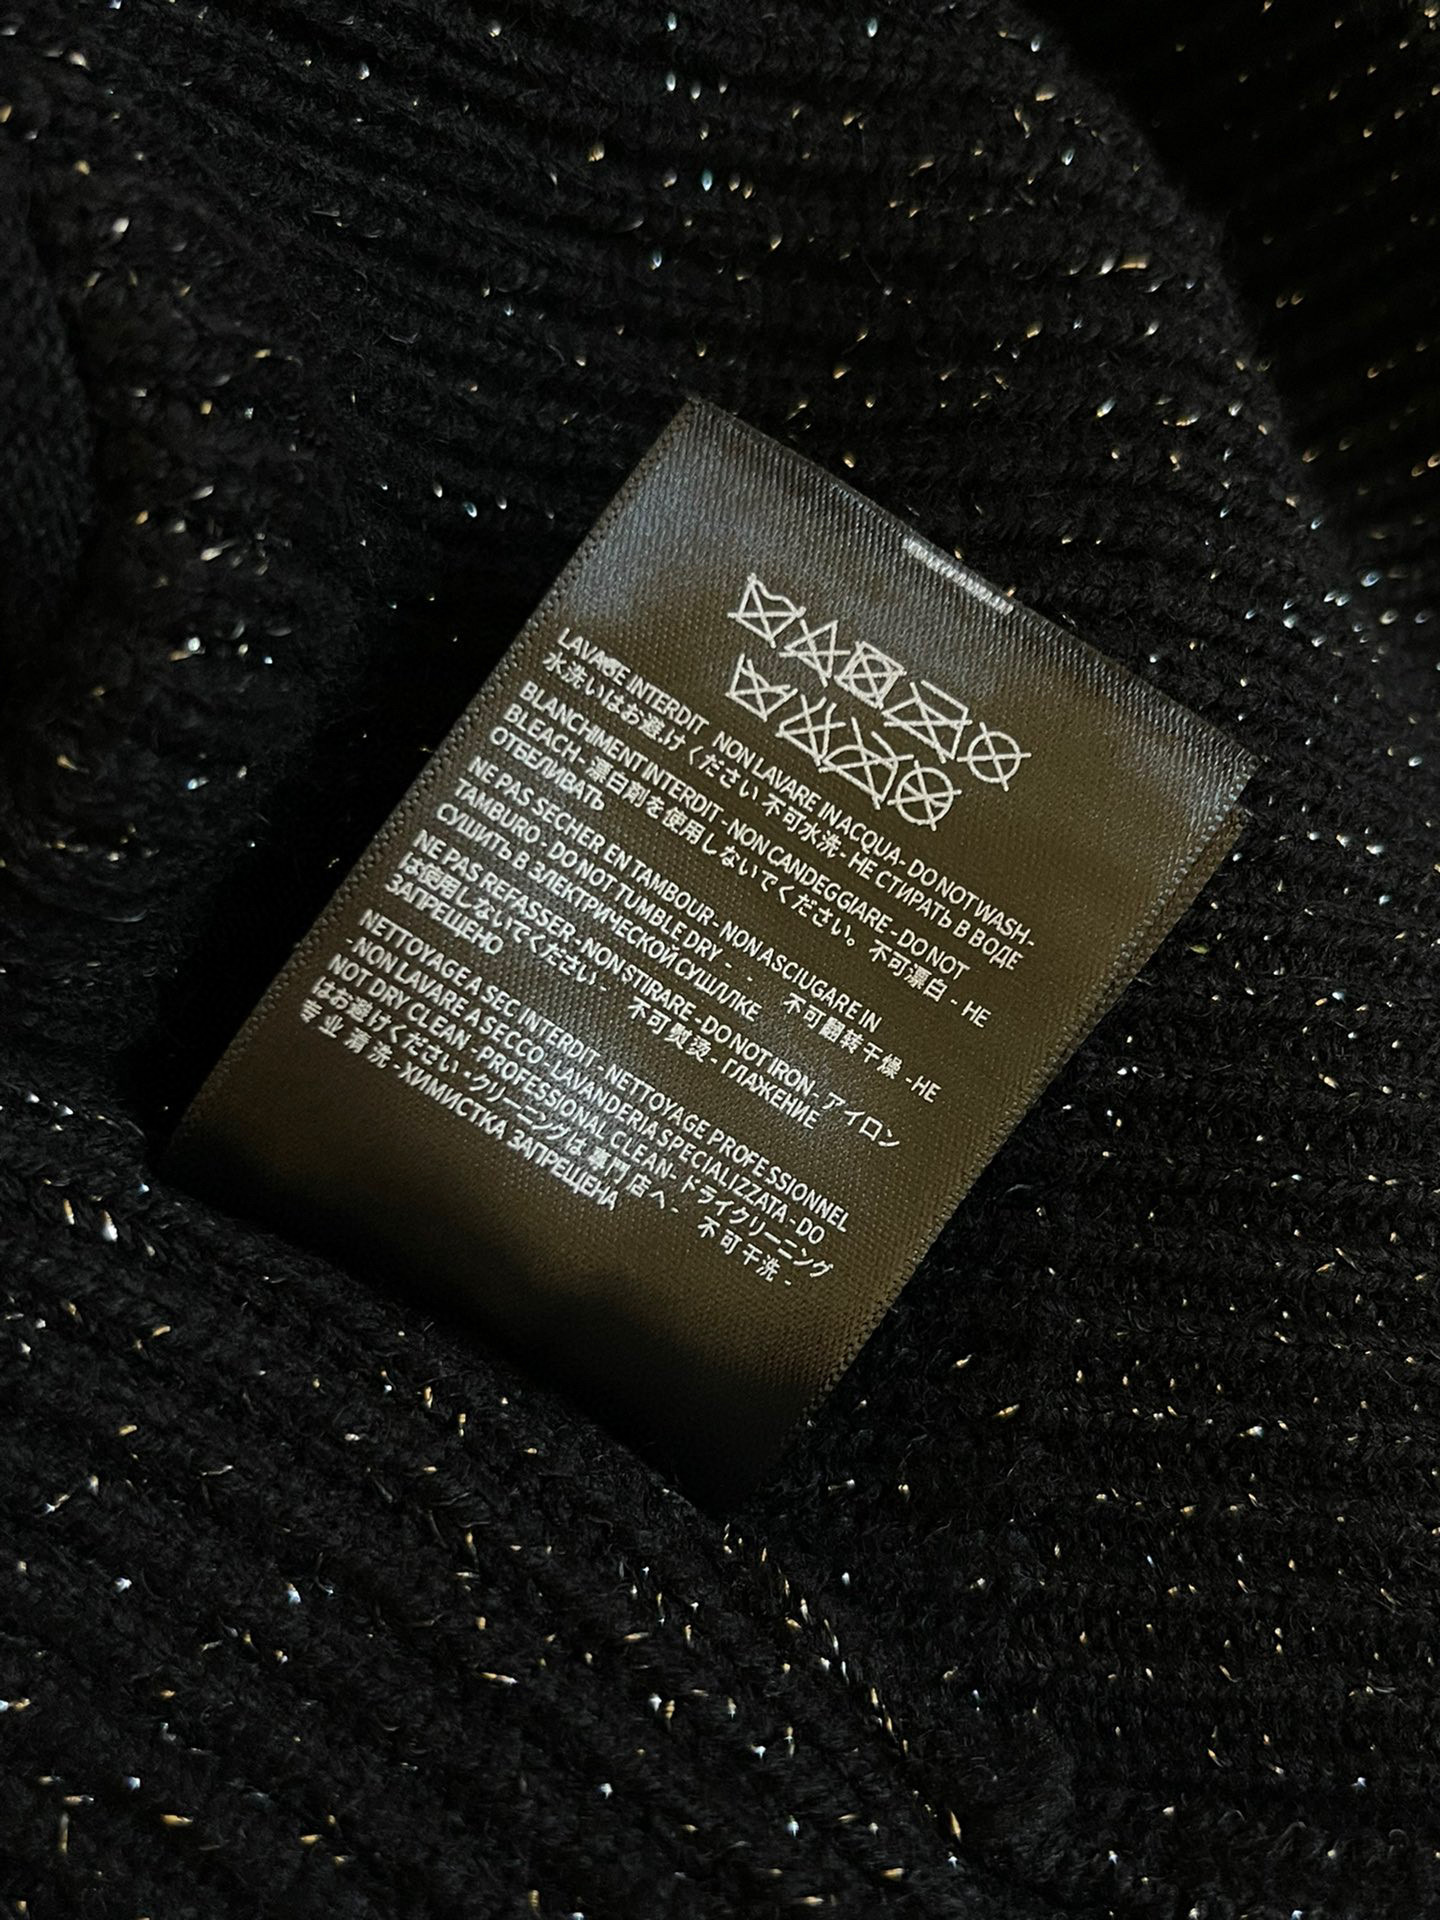 LAVAGE INTERDIT NON LAVARE IN ACQUA- DO NOT WASH-
水洗いはお避けください 不可水洗 - НЕ СТИРАТЬ В ВОДЕ
BLANCHIMENT INTERDIT - NON CANDEGGIARE - DO NOT
BLEACH - 漂白剤を使用しないでください。 不可漂白 - НЕ
ОТБЕЛИВАТЬ
NE PAS SECHER EN TAMBOUR - NON ASCIUGARE IN
TAMBURO - DO NOT TUMBLE DRY - - 不可翻转干燥 -НЕ
СУШИТЬ В ЭЛЕКТРИЧЕСКОЙ СУШЛЛКЕ
NE PAS REFASSER -NON STIRARE - DO NOT IRON - アイロン
は使用しないでください - 不可熨烫 - ГЛАЖЕНИЕ
ЗАПРЕЩЕНО
NETTOYAGE A SEC INTERDIT - NETTOYAGE PROFESSIONNEL
- NON LAVARE A SECCO- LAVANDERIA SPECIALIZZATA - DO
NOT DRY CLEAN - PROFESSIONAL CLEAN- ドライクリーニング
はお避けください - クリーニングは専門店へ - 不可干洗 -
专业 清洗 -ХИМИСТКА ЗАПРЕЩЕНА